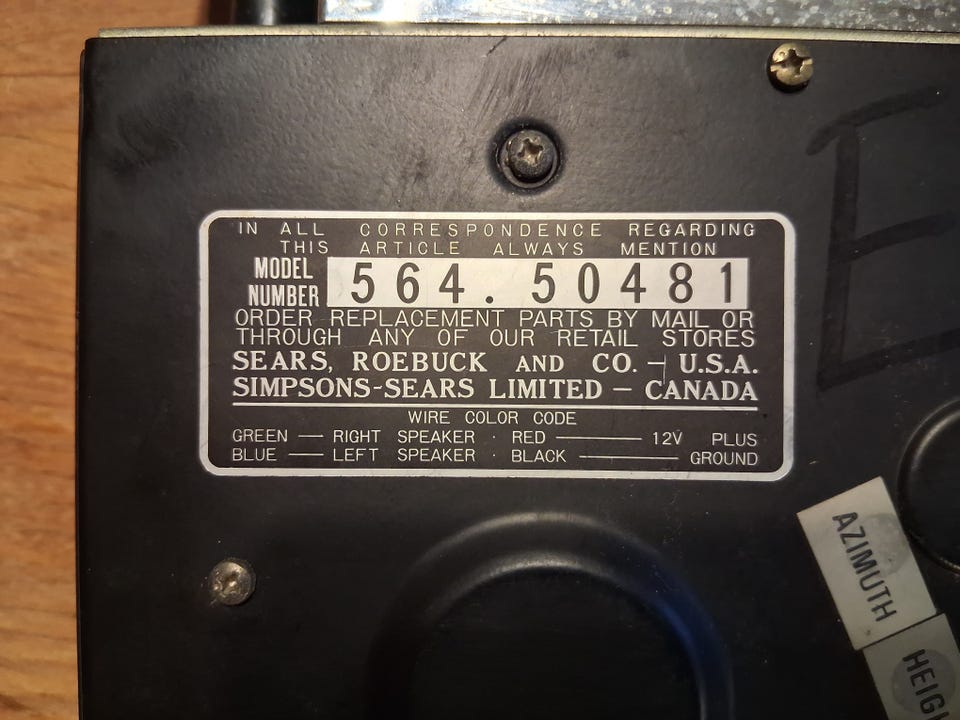 IN ALL CORRESPONDENCE REGARDING
THIS ARTICLE ALWAYS MENTION
MODEL NUMBER 564.50481
ORDER REPLACEMENT PARTS BY MAIL OR
THROUGH ANY OF OUR RETAIL STORES
SEARS, ROEBUCK AND CO. – U.S.A.
SIMPSONS-SEARS LIMITED – CANADA
WIRE COLOR CODE
GREEN — RIGHT SPEAKER · RED — 12V PLUS
BLUE — LEFT SPEAKER · BLACK — GROUND
AZIMUTH